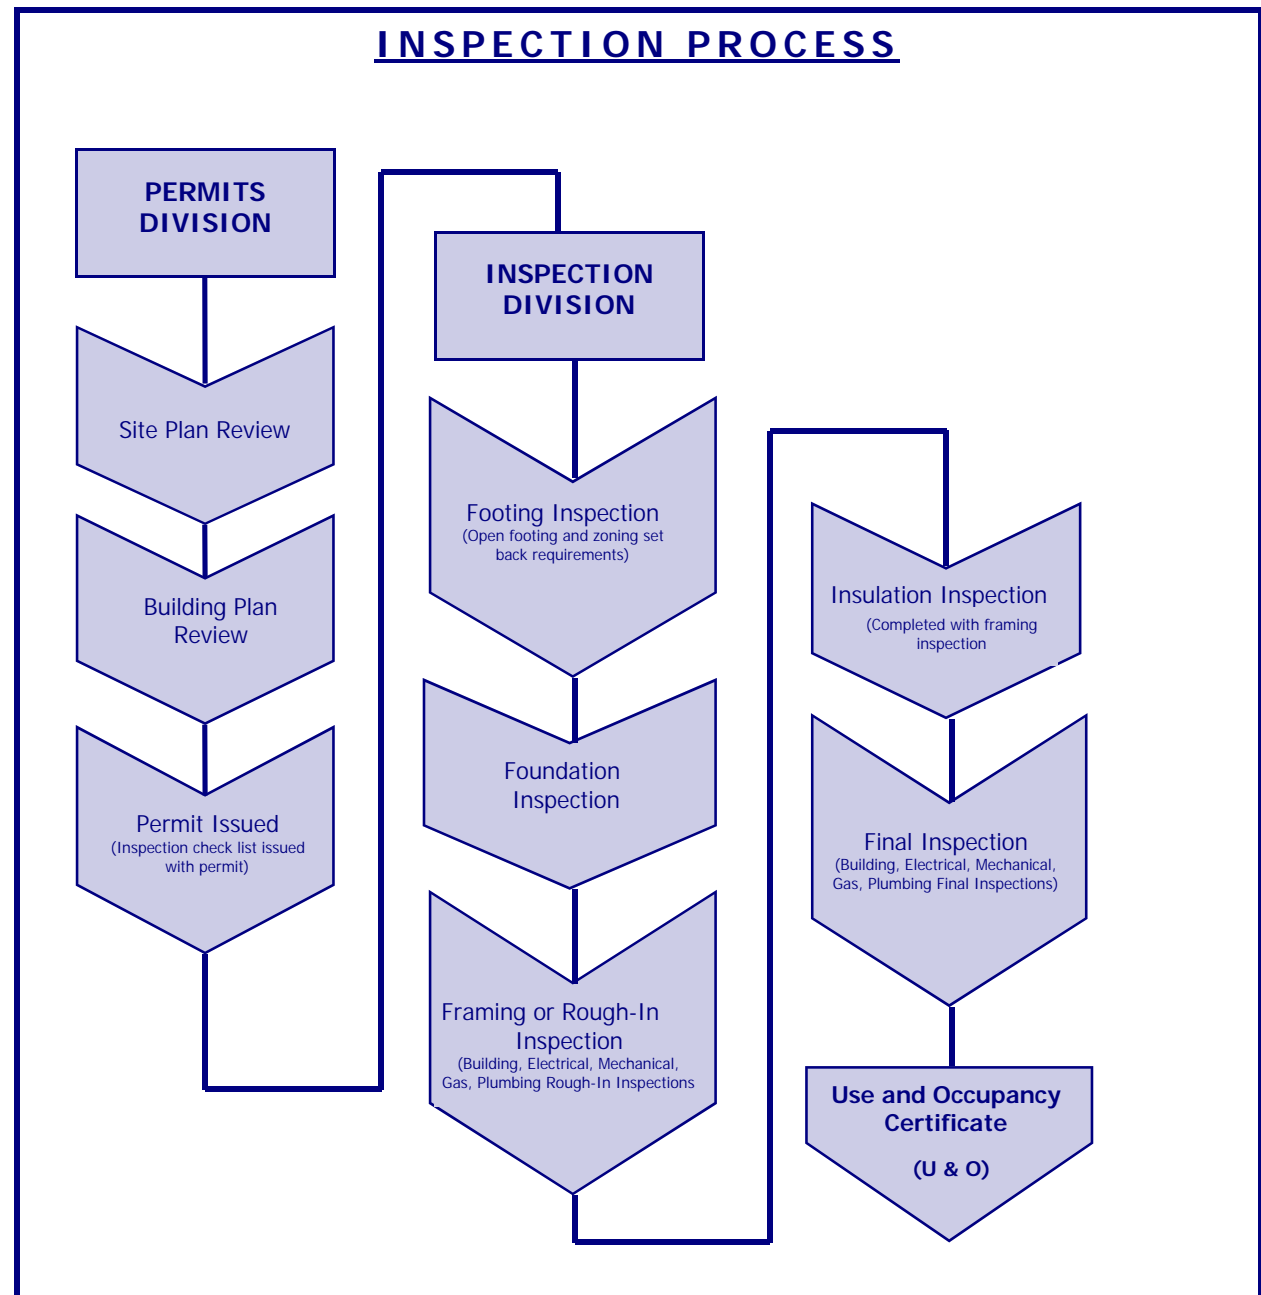 INSPECTION PROCESS
PERMITS
DIVISION
Site Plan Review
Building Plan
Review
Permit Issued
(Inspection check list issued
with permit)
INSPECTION
DIVISION
Footing Inspection
(Open footing and zoning set
back requirements)
Foundation
Inspection
Framing or Rough-In
Inspection
(Building, Electrical, Mechanical,
Gas, Plumbing Rough-In Inspections
Insulation Inspection
(Completed with framing
inspection
Final Inspection
(Building, Electrical, Mechanical,
Gas, Plumbing Final Inspections)
Use and Occupancy
Certificate
(U & O)